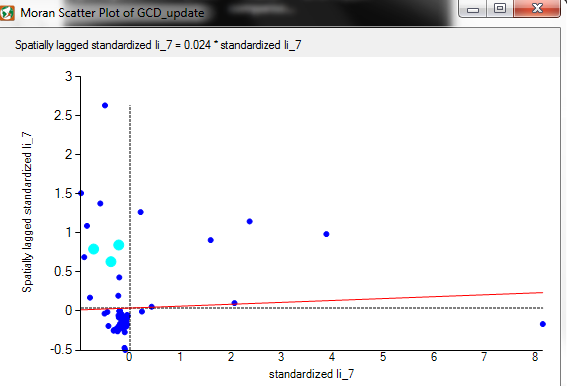 Moran Scatter Plot of GCD_update
Spatially lagged standardized li_7 = 0.024 * standardized li_7
3
2.5
2
1.5
1
0.5
0
-0.5
Spatially lagged standardized li_7
0 1 2 3 4 5 6 7 8
standardized li_7